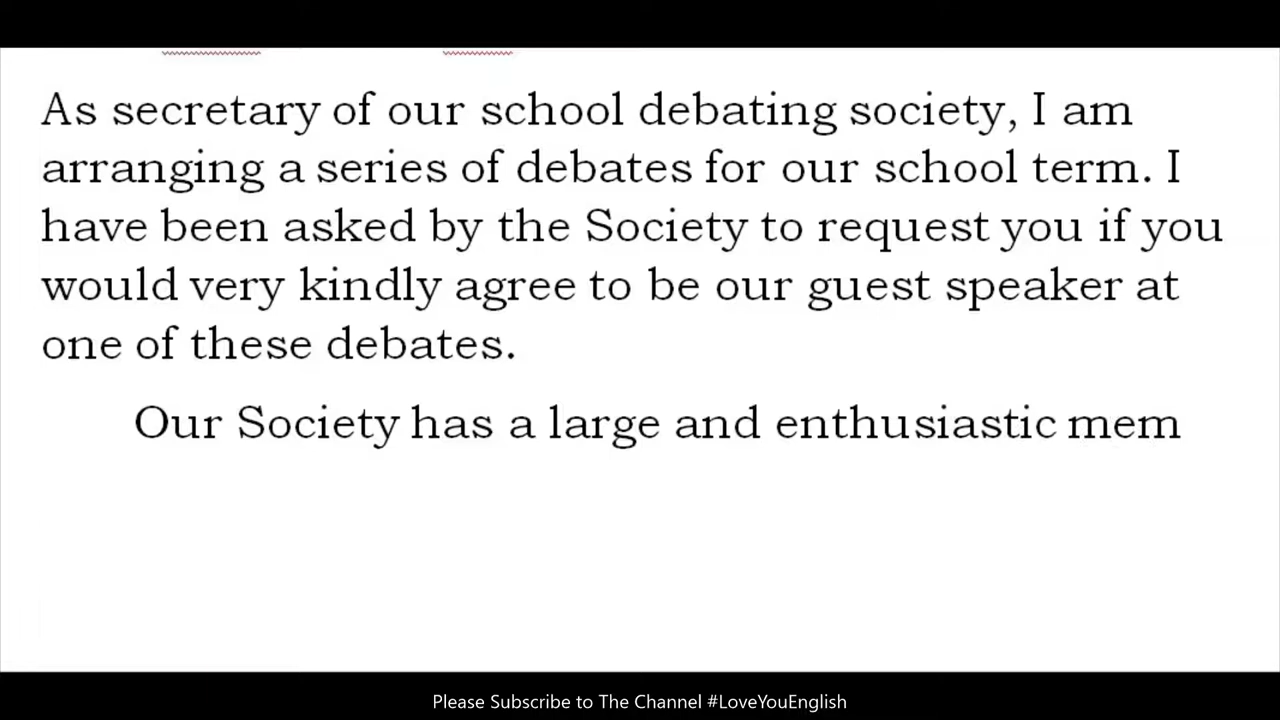 As secretary of our school debating society, I am
arranging a series of debates for our school term. I
have been asked by the Society to request you if you
would very kindly agree to be our guest speaker at
one of these debates.
Our Society has a large and enthusiastic mem
Please Subscribe to The Channel #LoveYouEnglish